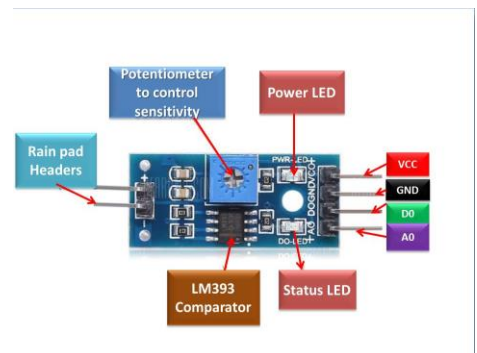 Potentiometer
to control
sensitivity
Power LED
Rain pad
Headers
VCC
GND
D0
A0
PWR-LED
+
-
DO-LED
LM393
Comparator
Status LED